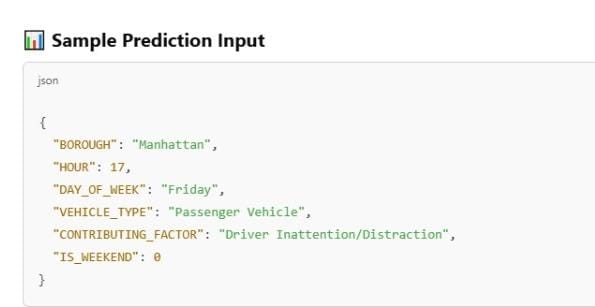 📊 Sample Prediction Input
json
{
  "BOROUGH": "Manhattan",
  "HOUR": 17,
  "DAY_OF_WEEK": "Friday",
  "VEHICLE_TYPE": "Passenger Vehicle",
  "CONTRIBUTING_FACTOR": "Driver Inattention/Distraction",
  "IS_WEEKEND": 0
}